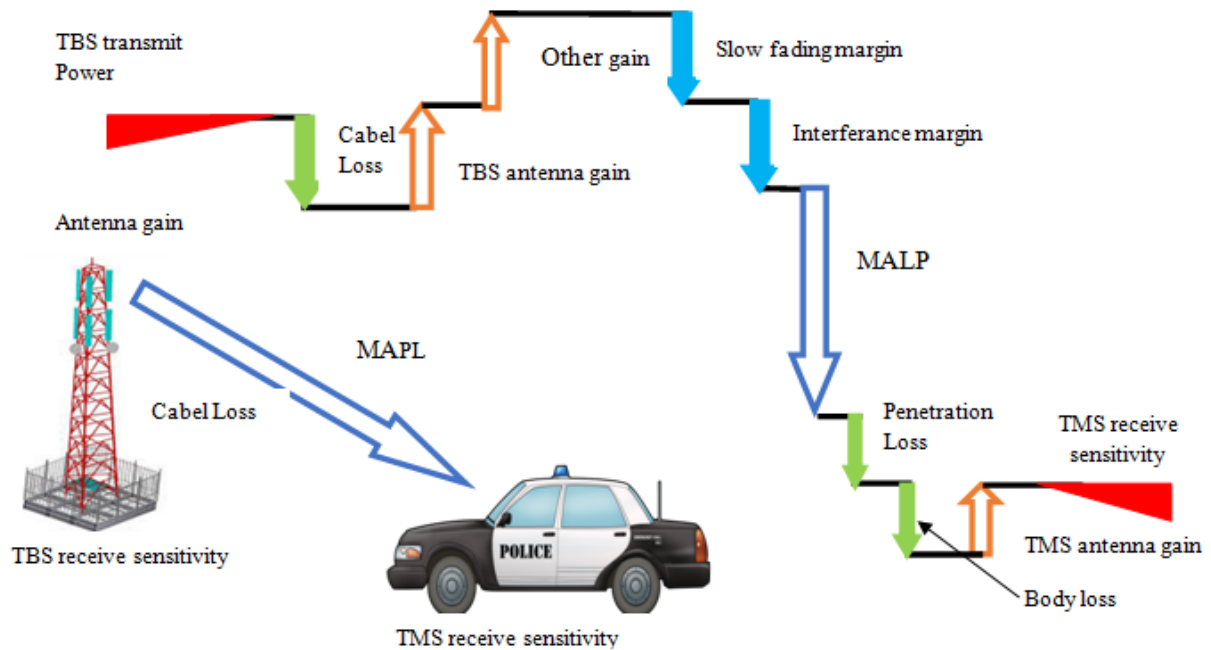 TBS transmit
Power
Other gain
Slow fading margin
Cabel
Loss
TBS antenna gain
Interferance margin
Antenna gain
MALP
MAPL
Cabel Loss
Penetration
Loss
TMS receive
sensitivity
POLICE
TBS receive sensitivity
TMS antenna gain
Body loss
TMS receive sensitivity